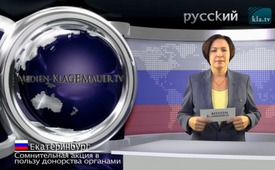 русский
kla.tv
MEDIEN-KLAGEMAUER.TV
Екатеринбург
Сомнительная акция в
пользу донорства органами